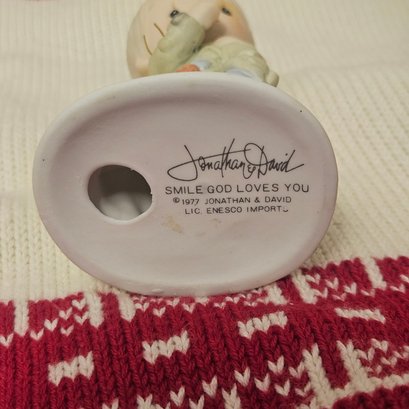 Jonathan & David
SMILE GOD LOVES YOU
© 1977 JONATHAN & DAVID
LIC. ENESCO IMPORTS